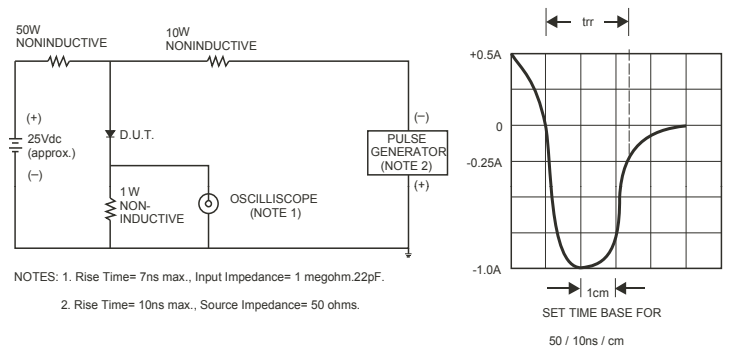 50W
NONINDUCTIVE
10W
NONINDUCTIVE
(+)
25Vdc
(approx.)
(–)
D.U.T.
1W
NON-
INDUCTIVE
OSCILLISCOPE
(NOTE 1)
(–)
PULSE
GENERATOR
(NOTE 2)
(+)
NOTES: 1. Rise Time= 7ns max., Input Impedance= 1 megohm.22pF.
2. Rise Time= 10ns max., Source Impedance= 50 ohms.
trr
+0.5A
0
-0.25A
-1.0A
1cm
SET TIME BASE FOR
50 / 10ns / cm